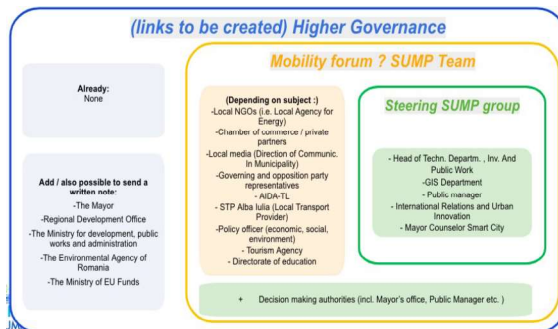 (links to be created) Higher Governance
Mobility forum ? SUMP Team
Already:
None
Add / also possible to send a
written note:
-The Mayor
-Regional Development Office
-The Ministry for development, public
works and administration
-The Environmental Agency of
Romania
-The Ministry of EU Funds
(Depending on subject :)
-Local NGOs (i.e. Local Agency for
Energy)
-Chamber of commerce / private
partners
-Local media (Direction of Communic.
In Municipality)
-Governing and opposition party
representatives
- AIDA-TL
- STP Alba Iulia (Local Transport
Provider)
-Policy officer (economic, social,
environment)
- Tourism Agency
- Directorate of education
Steering SUMP group
- Head of Techn. Departm. , Inv. And
Public Work
-GIS Department
- Public manager
- International Relations and Urban
Innovation
- Mayor Counselor Smart City
+ Decision making authorities (incl. Mayor's office, Public Manager etc. )